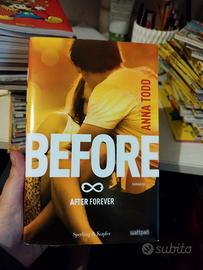 ANNA TODD
BEFORE
ROMANZO
AFTER FOREVER
Sperling & Kupfer
wattpad
subito